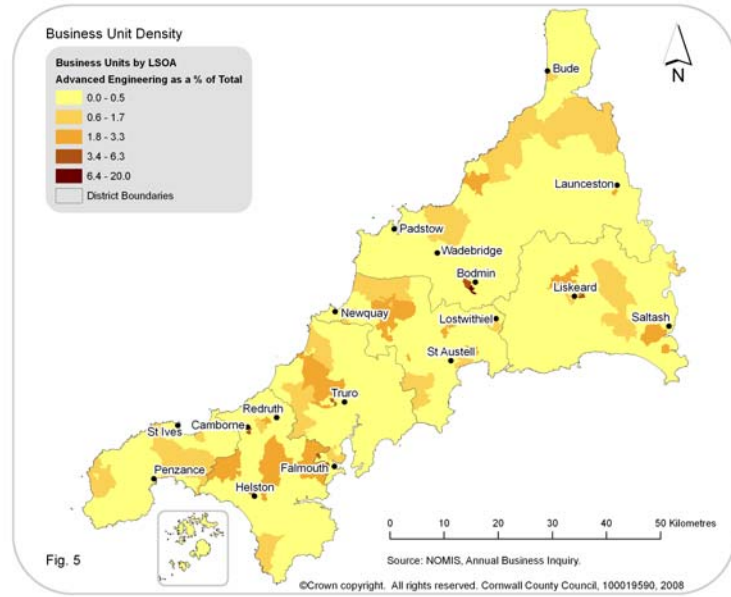 Business Unit Density
Business Units by LSOA
Advanced Engineering as a % of Total
0.0 - 0.5
0.6 - 1.7
1.8 - 3.3
3.4 - 6.3
6.4 - 20.0
District Boundaries
N
Bude
Launceston
Padstow
Wadebridge
Bodmin
Liskeard
Newquay
Lostwithiel
Saltash
St Austell
Truro
Redruth
Camborne
St Ives
Penzance
Falmouth
Helston
0 10 20 30 40 50 Kilometres
Fig. 5
Source: NOMIS, Annual Business Inquiry.
©Crown copyright. All rights reserved. Cornwall County Council, 100019590, 2008